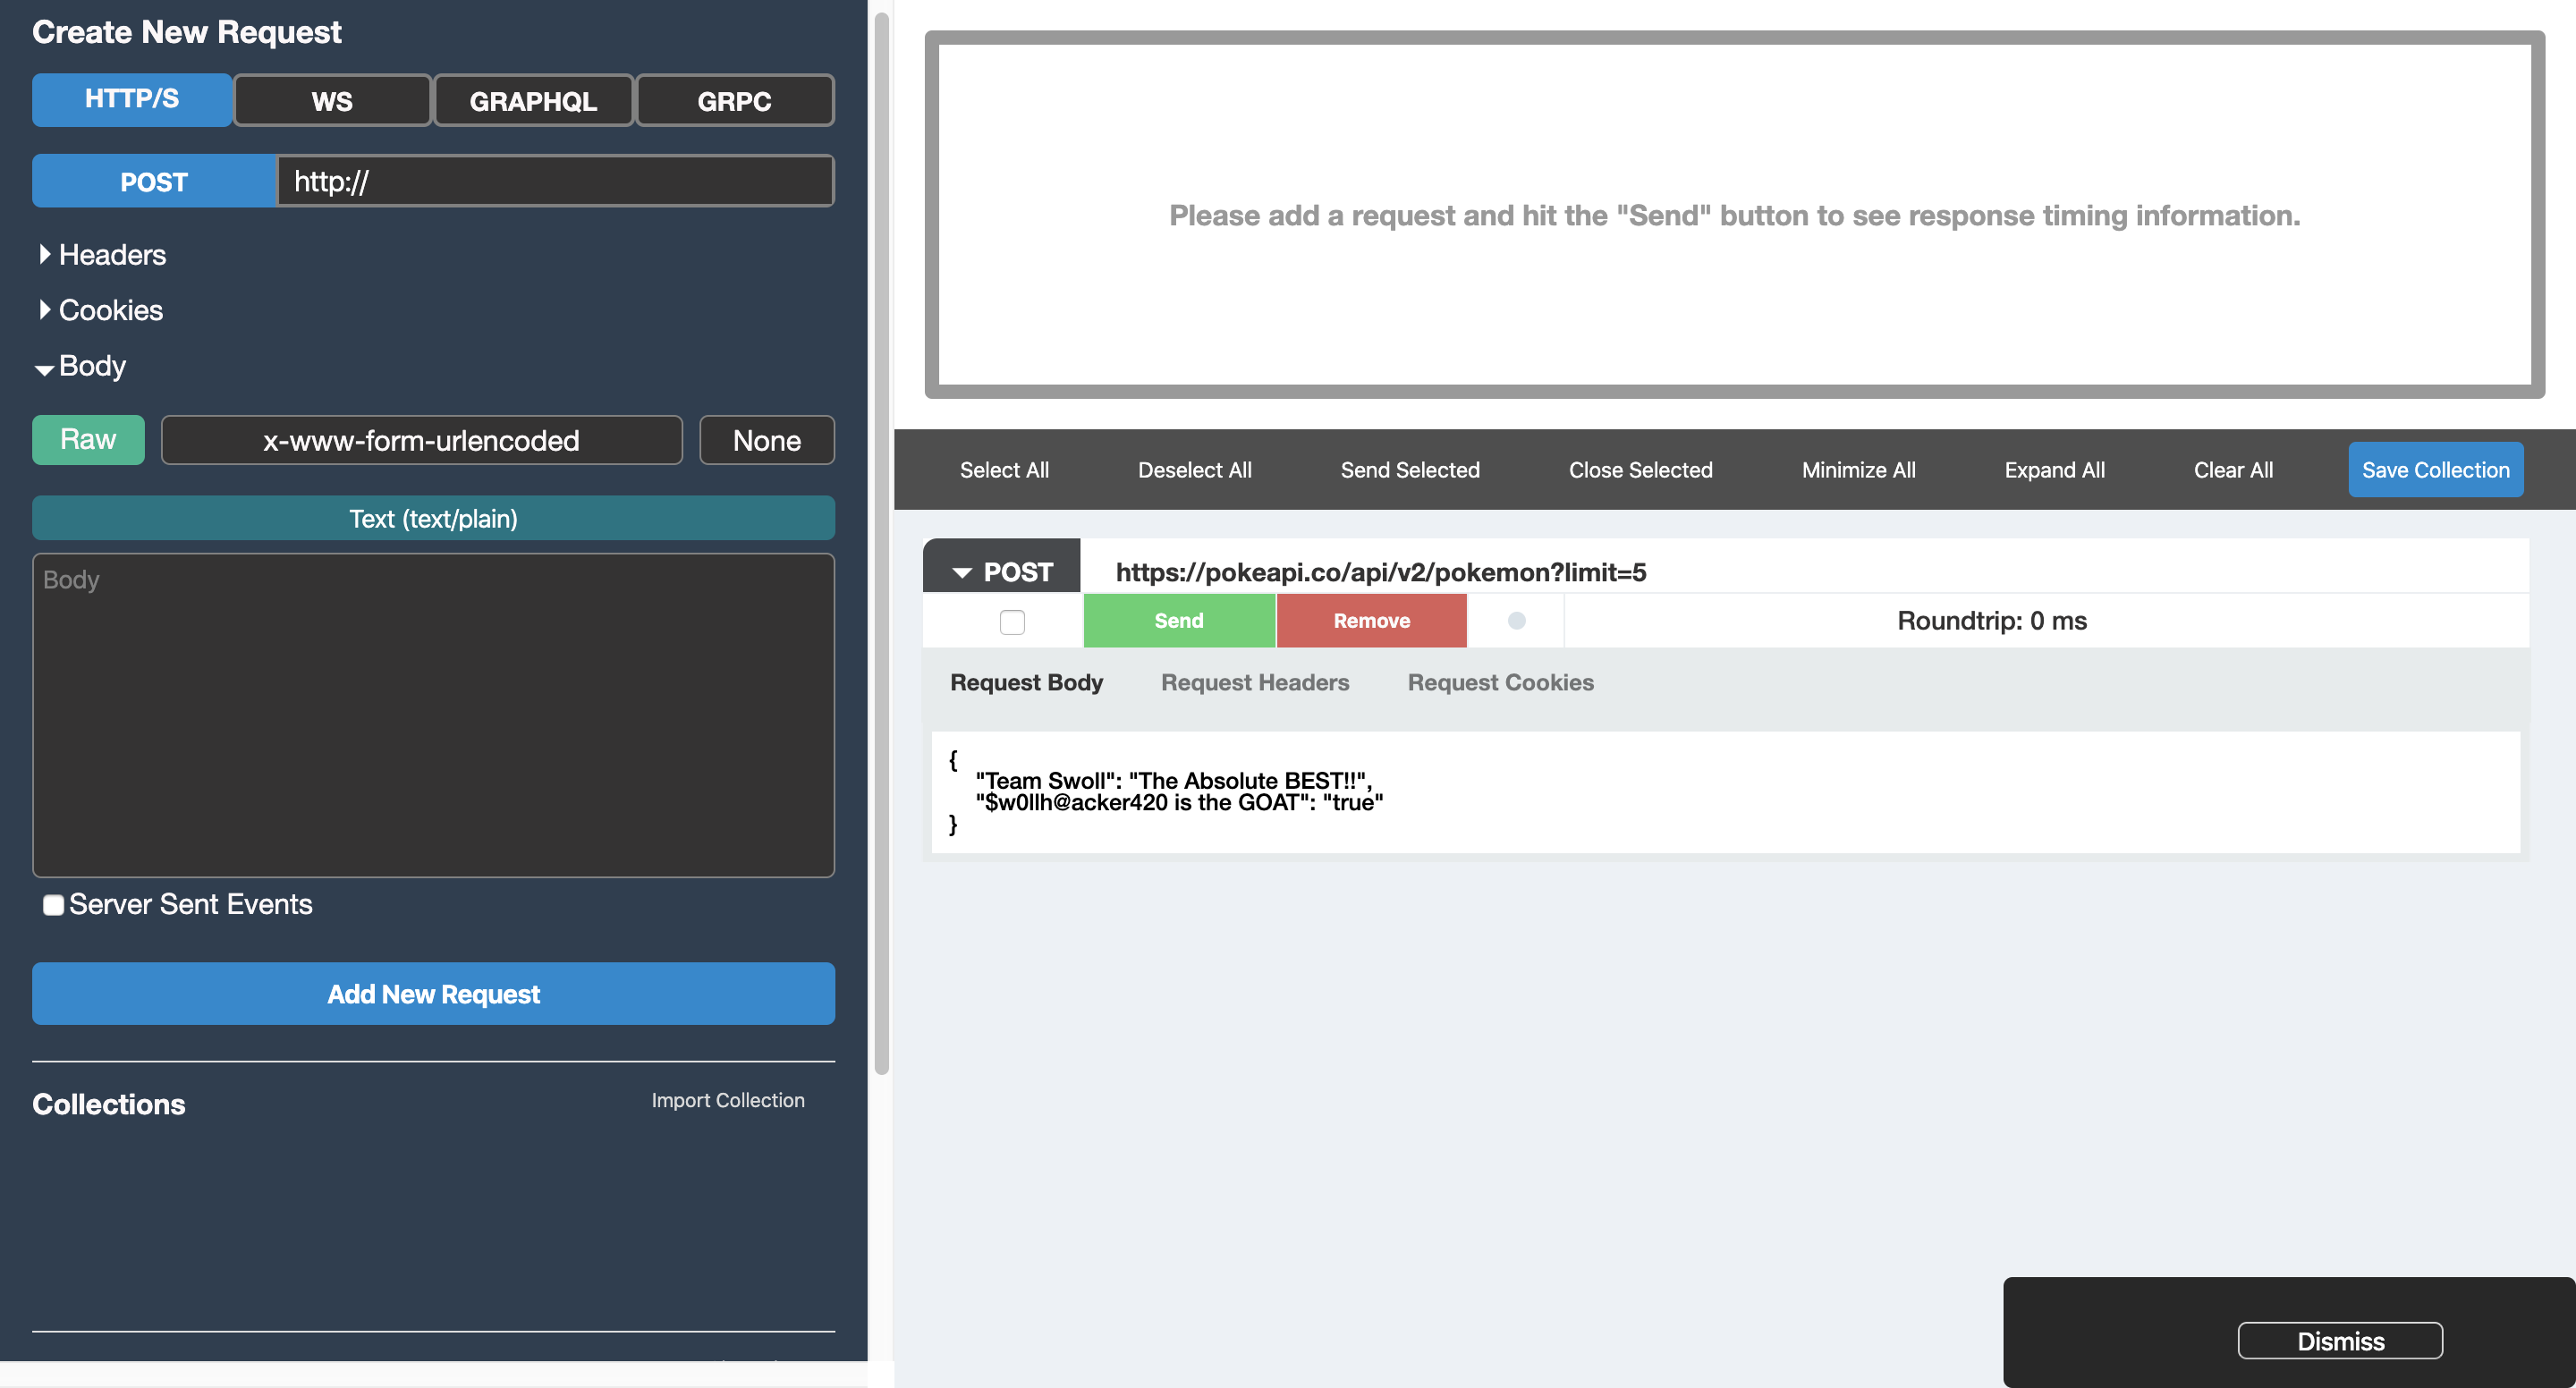 Create New Request
HTTP/S WS GRAPHQL GRPC
POST http://
Headers
Cookies
Body
Raw x-www-form-urlencoded None
Text (text/plain)
Body
Server Sent Events
Add New Request
Collections Import Collection
Please add a request and hit the "Send" button to see response timing information.
Select All Deselect All Send Selected Close Selected Minimize All Expand All Clear All Save Collection
POST https://pokeapi.co/api/v2/pokemon?limit=5
Send Remove Roundtrip: 0 ms
Request Body Request Headers Request Cookies
{
"Team Swoll": "The Absolute BEST!!",
"$w0llh@acker420 is the GOAT": "true"
}
Dismiss